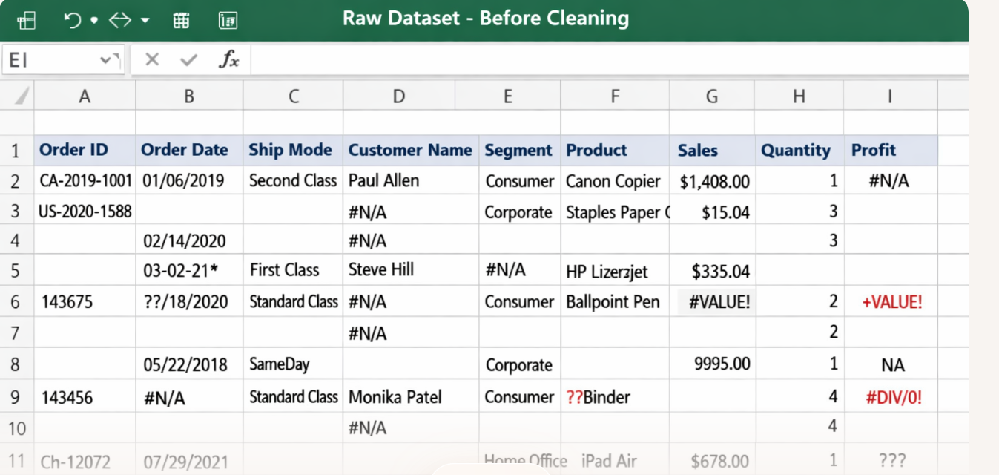 Raw Dataset - Before Cleaning
E1 fx
A B C D E F G H I
1 Order ID Order Date Ship Mode Customer Name Segment Product Sales Quantity Profit
2 CA-2019-1001 01/06/2019 Second Class Paul Allen Consumer Canon Copier $1,408.00 1 #N/A
3 US-2020-1588 #N/A Corporate Staples Paper $15.04 3
4 02/14/2020 #N/A 3
5 03-02-21* First Class Steve Hill #N/A HP $335.04
6 143675 ??/18/2020 Standard Class #N/A Consumer Ballpoint Pen #VALUE! 2 +VALUE!
7 #N/A 2
8 05/22/2018 SameDay Corporate 9995.00 1 NA
9 143456 #N/A Standard Class Monika Patel Consumer ??Binder 4 #DIV/0!
10 #N/A 4
11 Ch-12072 07/29/2021 Home Office iPad Air $678.00 1 ???